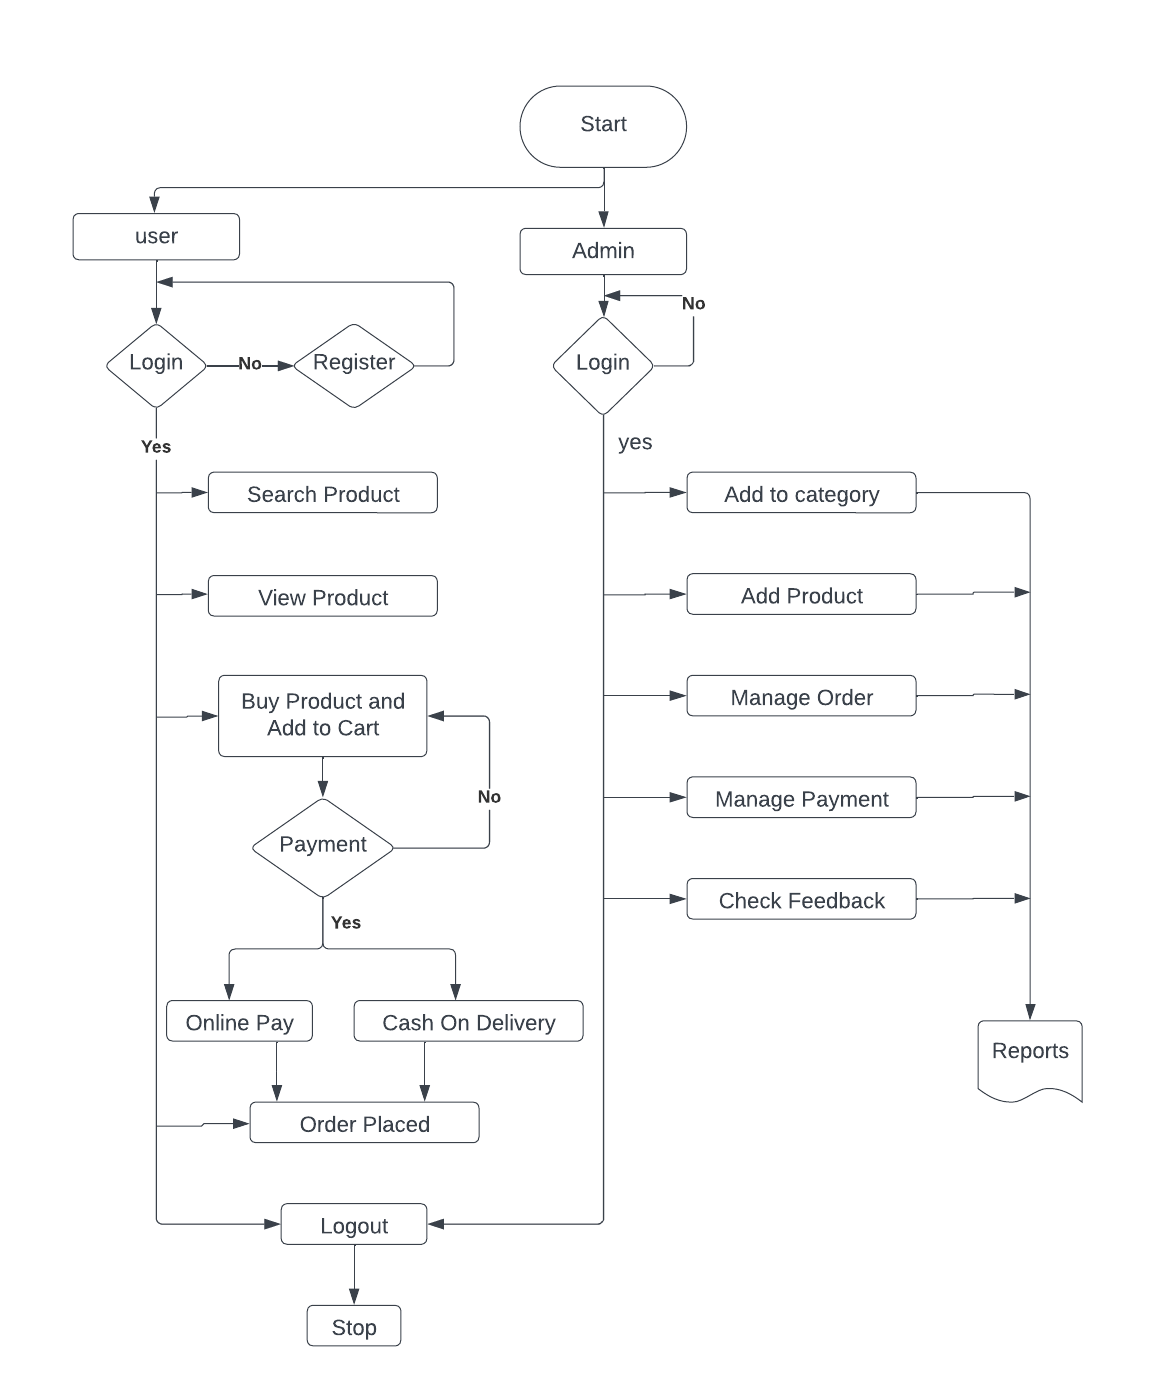 Start
user
Admin
No
Login
No
Register
Login
Yes
yes
Search Product
Add to category
View Product
Add Product
Buy Product and
Add to Cart
Manage Order
No
Manage Payment
Payment
Check Feedback
Yes
Online Pay
Cash On Delivery
Reports
Order Placed
Logout
Stop